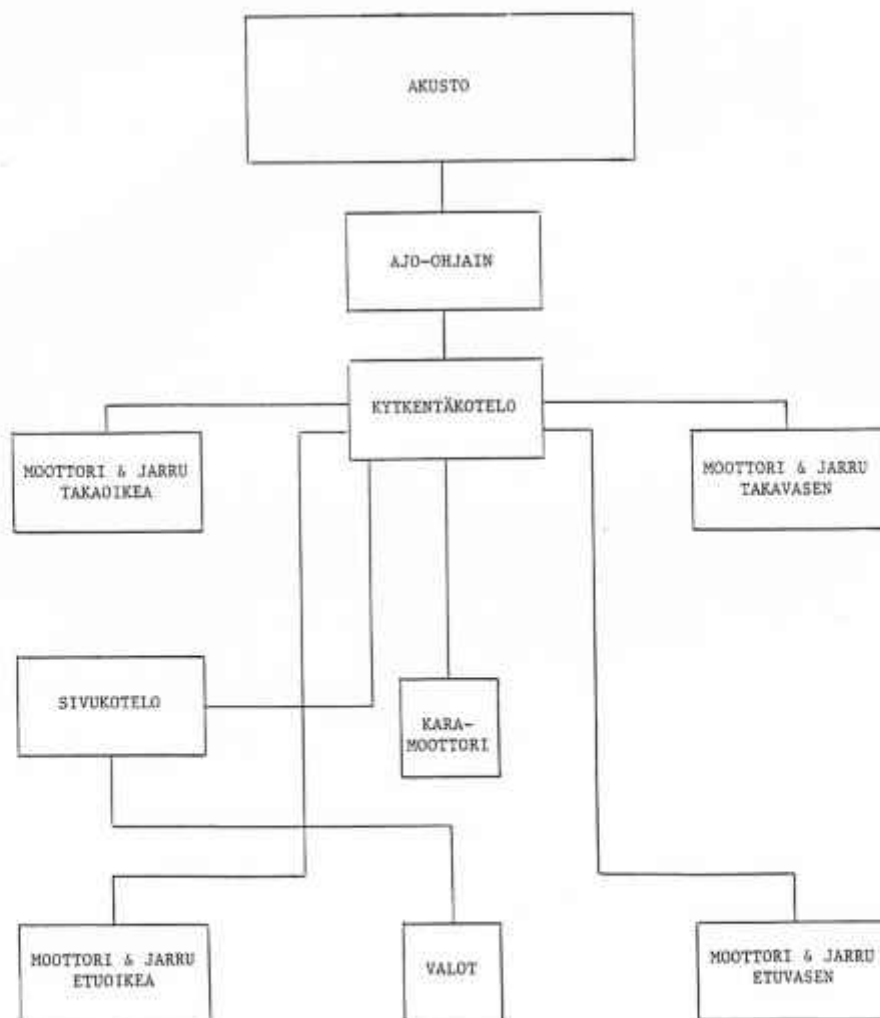 AKUSTO
AJO-OHJAIN
KYTKENTÄKOTELO
MOOTTORI & JARRU
TAKAOIKEA
MOOTTORI & JARRU
TAKAVASEN
SIVUKOTELO
KARA-
MOOTTORI
MOOTTORI & JARRU
ETUOIKEA
VALOT
MOOTTORI & JARRU
ETUVASEN